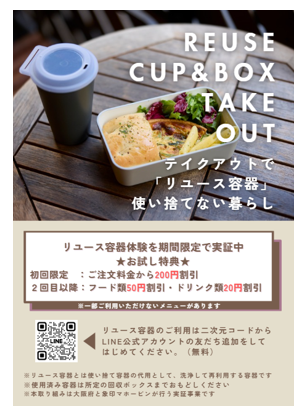 REUSE
CUP&BOX
TAKE
OUT
テイクアウトで
「リユース容器」
使い捨てない暮らし
リユース容器体験を期間限定で実証中
★お試し特典★
初回限定　：ご注文料金から200円割引
２回目以降：フード類50円割引・ドリンク類20円割引
※一部ご利用いただけないメニューがあります
LINE
リユース容器のご利用は二次元コードから
LINE公式アカウントの友だち追加をして
はじめてください。（無料）
※リユース容器とは使い捨て容器の代用として、洗浄して再利用する容器です
※使用済み容器は所定の回収ボックスまでおもどしください
※本取り組みは大阪府と象印マホービンが行う実証事業です